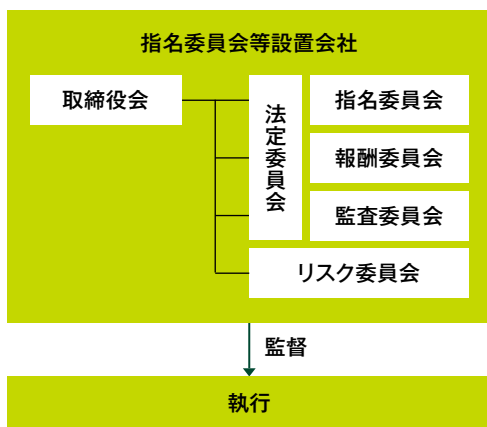 指名委員会等設置会社
取締役会
法定委員会
指名委員会
報酬委員会
監査委員会
リスク委員会
監督
執行